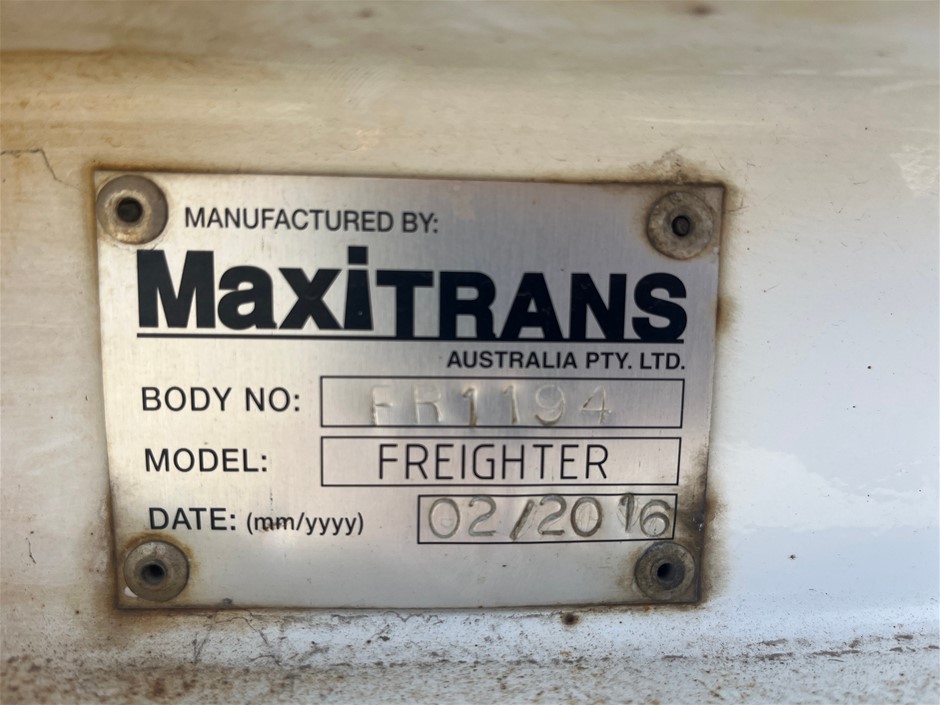 MANUFACTURED BY:
MaxiTRANS
AUSTRALIA PTY. LTD.
BODY NO: FR1194
MODEL: FREIGHTER
DATE: (mm/yyyy) 02/2016